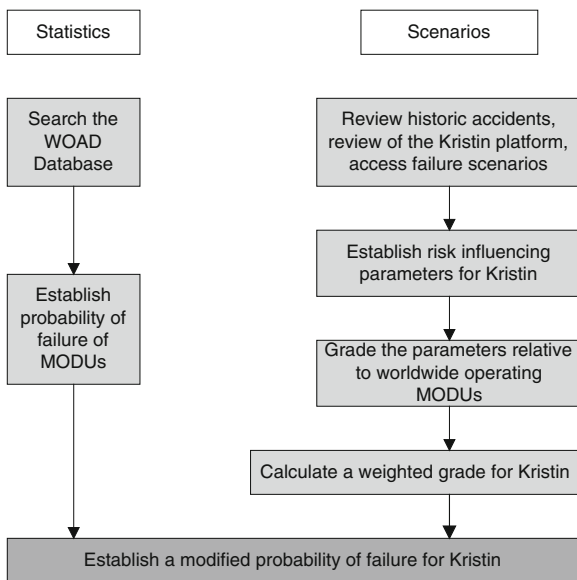 Statistics
Scenarios
Search the
WOAD
Database
Review historic accidents,
review of the Kristin platform,
access failure scenarios
Establish risk influencing
parameters for Kristin
Establish
probability of
failure of
MODUs
Grade the parameters relative
to worldwide operating
MODUs
Calculate a weighted grade for Kristin
Establish a modified probability of failure for Kristin